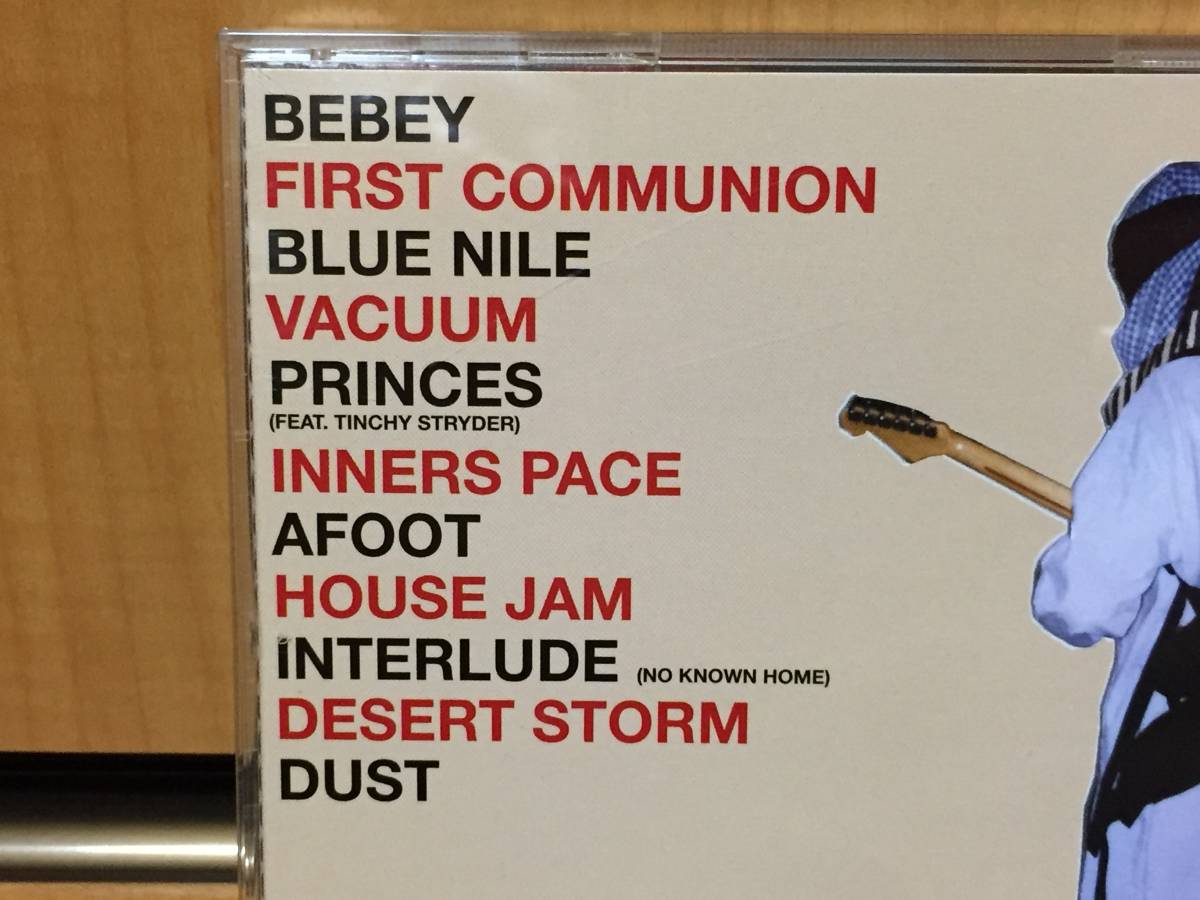 BEBEY
FIRST COMMUNION
BLUE NILE
VACUUM
PRINCES
(FEAT. TINCHY STRYDER)
INNERS PACE
AFOOT
HOUSE JAM
INTERLUDE (NO KNOWN HOME)
DESERT STORM
DUST